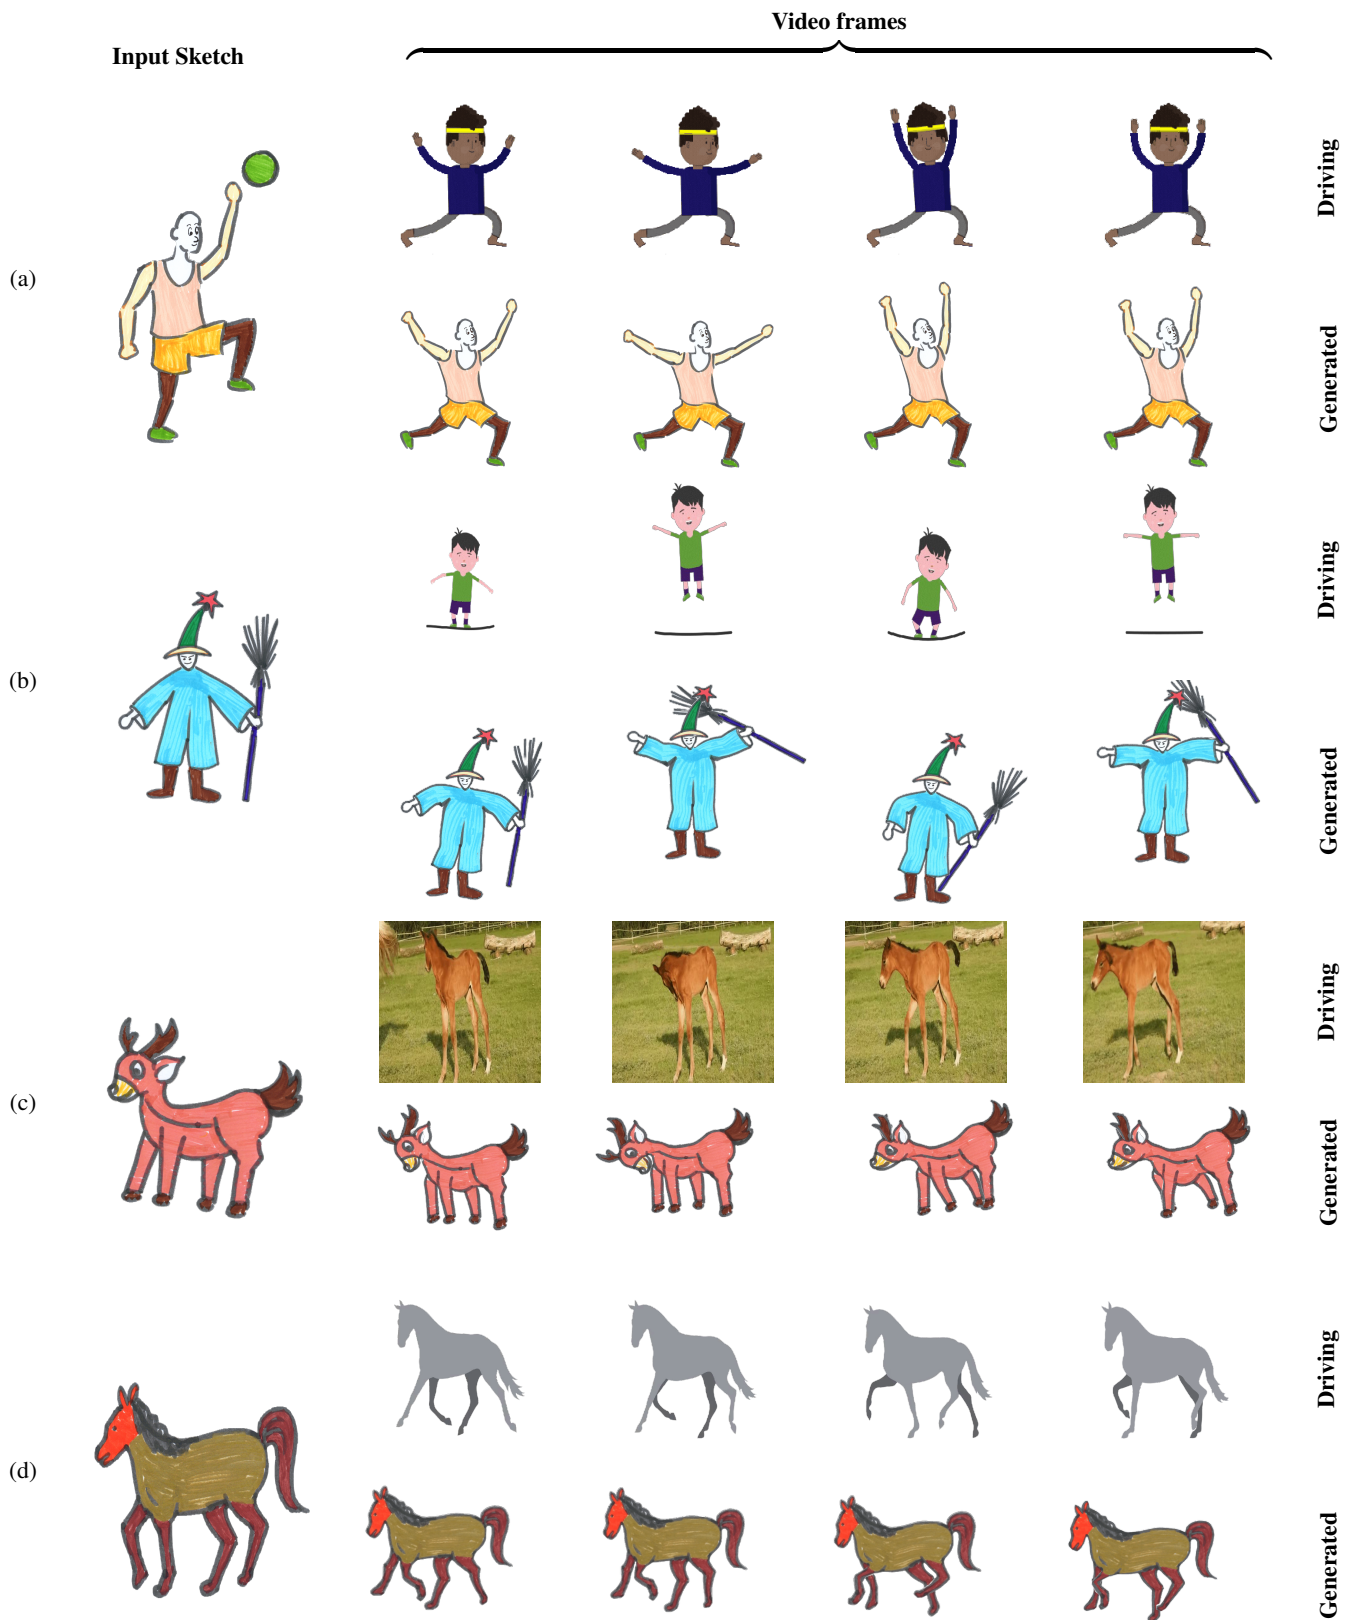 Video frames
Input Sketch
Driving
(a)
Generated
Driving
(b)
Generated
Driving
(c)
Generated
Driving
(d)
Generated